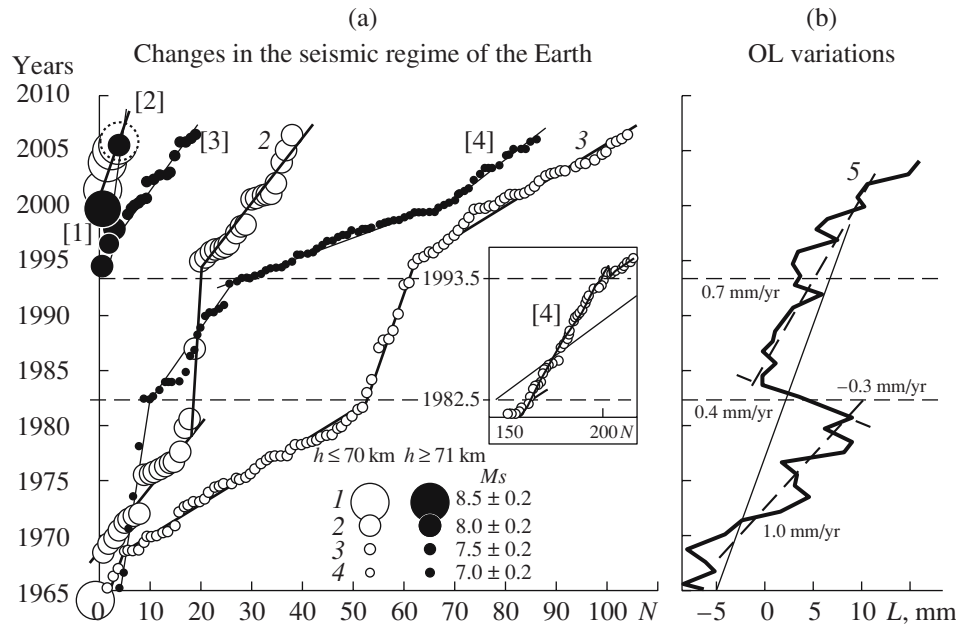 (a)
(b)
Changes in the seismic regime of the Earth
OL variations
Years
2010
2005
2000
1995
1990
1985
1980
1975
1970
1965
[2]
[3]
2
[4]
3
[1]
1993.5
[4]
1982.5
150
200 N
h ≤ 70 km h ≥ 71 km
Ms
1 8.5 ± 0.2
2 8.0 ± 0.2
3 7.5 ± 0.2
4 7.0 ± 0.2
0 10 20 30 40 50 60 70 80 90 100 N
5
0.7 mm/yr
–0.3 mm/yr
0.4 mm/yr
1.0 mm/yr
–5 0 5 10 L, mm